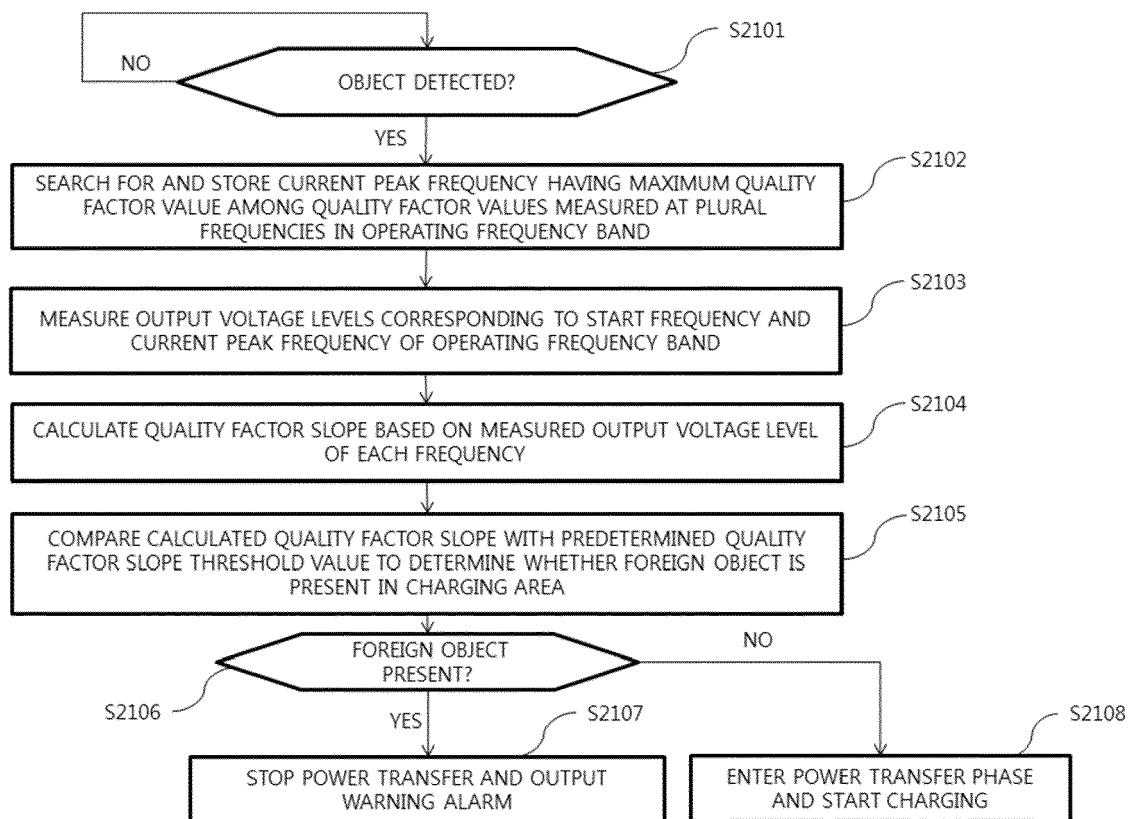 S2101
NO
OBJECT DETECTED?
YES
S2102
SEARCH FOR AND STORE CURRENT PEAK FREQUENCY HAVING MAXIMUM QUALITY
FACTOR VALUE AMONG QUALITY FACTOR VALUES MEASURED AT PLURAL
FREQUENCIES IN OPERATING FREQUENCY BAND
S2103
MEASURE OUTPUT VOLTAGE LEVELS CORRESPONDING TO START FREQUENCY AND
CURRENT PEAK FREQUENCY OF OPERATING FREQUENCY BAND
S2104
CALCULATE QUALITY FACTOR SLOPE BASED ON MEASURED OUTPUT VOLTAGE LEVEL
OF EACH FREQUENCY
S2105
COMPARE CALCULATED QUALITY FACTOR SLOPE WITH PREDETERMINED QUALITY
FACTOR SLOPE THRESHOLD VALUE TO DETERMINE WHETHER FOREIGN OBJECT IS
PRESENT IN CHARGING AREA
FOREIGN OBJECT
PRESENT?
NO
S2106
YES
S2107
S2108
STOP POWER TRANSFER AND OUTPUT
WARNING ALARM
ENTER POWER TRANSFER PHASE
AND START CHARGING